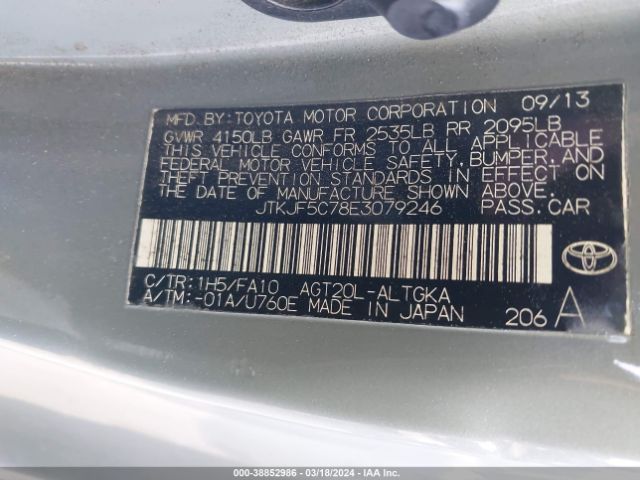 MFD. BY: TOYOTA MOTOR CORPORATION 09/13
GVWR 4150LB GAWR FR 2535LB RR 2095LB
THIS VEHICLE CONFORMS TO ALL APPLICABLE
FEDERAL MOTOR VEHICLE SAFETY, BUMPER, AND
THEFT PREVENTION STANDARDS IN EFFECT ON
THE DATE OF MANUFACTURE SHOWN ABOVE.
JTKJF5C78E3079246 PASS.CAR
C/TR: 1H5/FA10 AGT20L-ALTGKA
A/TM: -01A/U760E MADE IN JAPAN
206 A
000-38852986 - 03/18/2024 - IAA Inc.